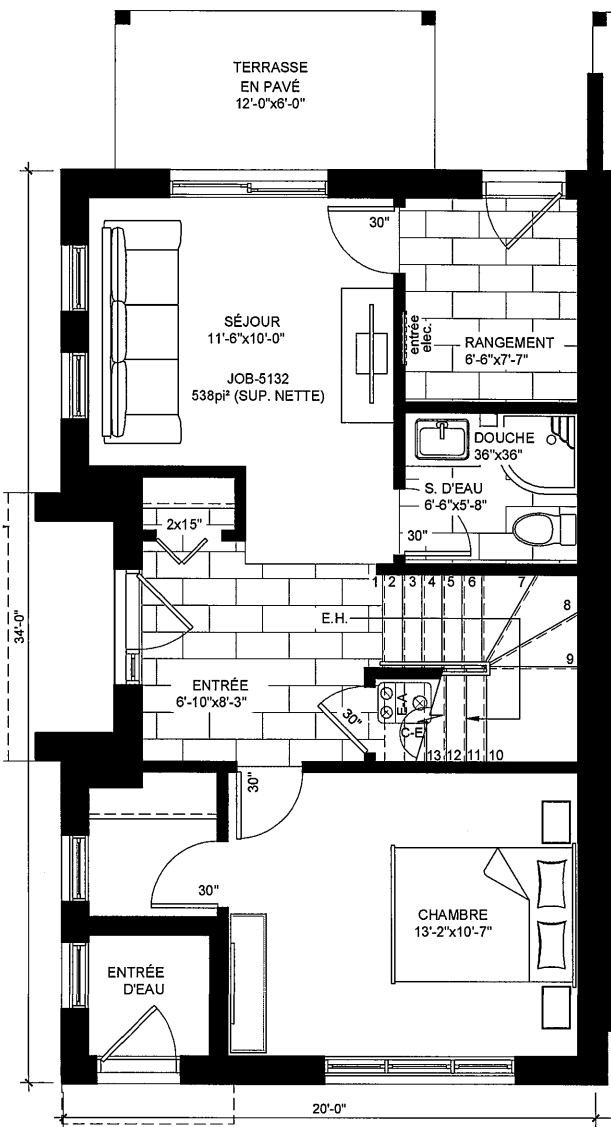 TERRASSE
EN PAVÉ
12'-0"x6'-0"
30"
SÉJOUR
11'-6"x10'-0"
entrée
elec.
RANGEMENT
6'-6"x7'-7"
JOB-5132
538pi² (SUP. NETTE)
DOUCHE
36"x36"
S. D'EAU
6'-6"x5'-8"
2x15"
30"
1 2 3 4 5 6 7
8
E.H.
9
34'-0"
ENTRÉE
6'-10"x8'-3"
30"
E-A
C-E
13 12 11 10
30"
30"
CHAMBRE
13'-2"x10'-7"
ENTRÉE
D'EAU
20'-0"